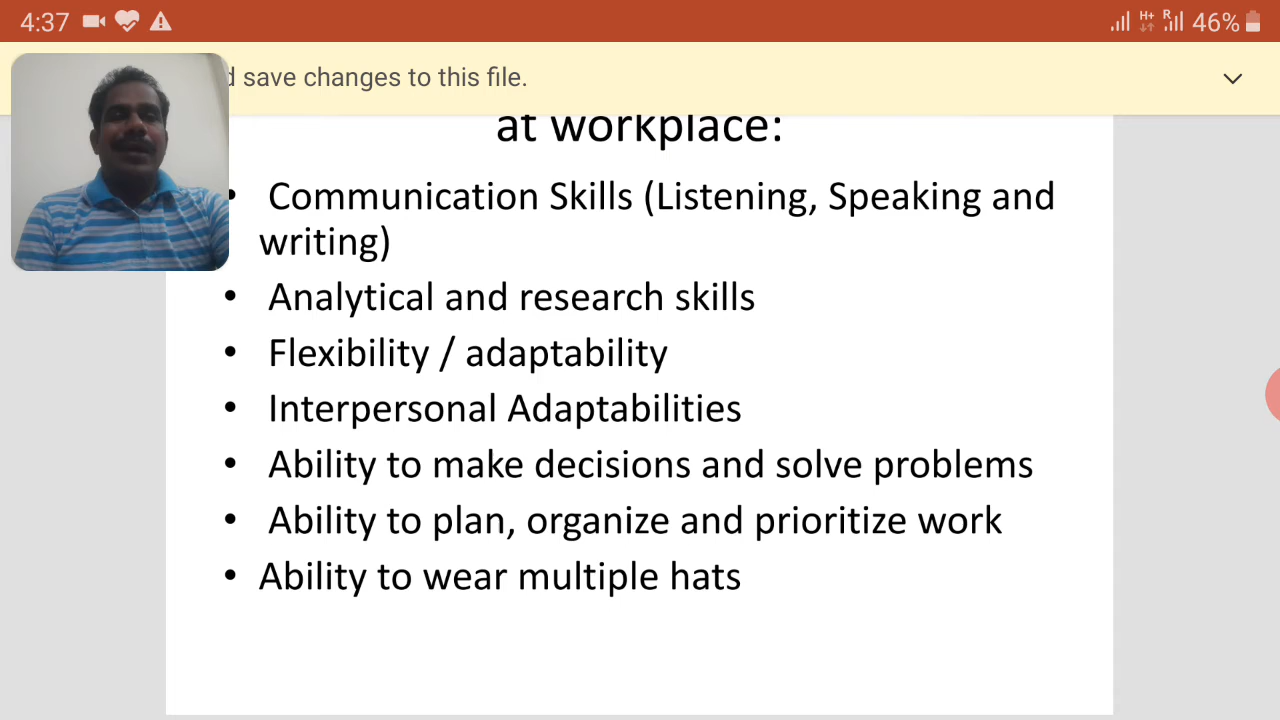 4:37 H+ R 46%
d save changes to this file.
at workplace:
• Communication Skills (Listening, Speaking and
writing)
• Analytical and research skills
• Flexibility / adaptability
• Interpersonal Adaptabilities
• Ability to make decisions and solve problems
• Ability to plan, organize and prioritize work
• Ability to wear multiple hats